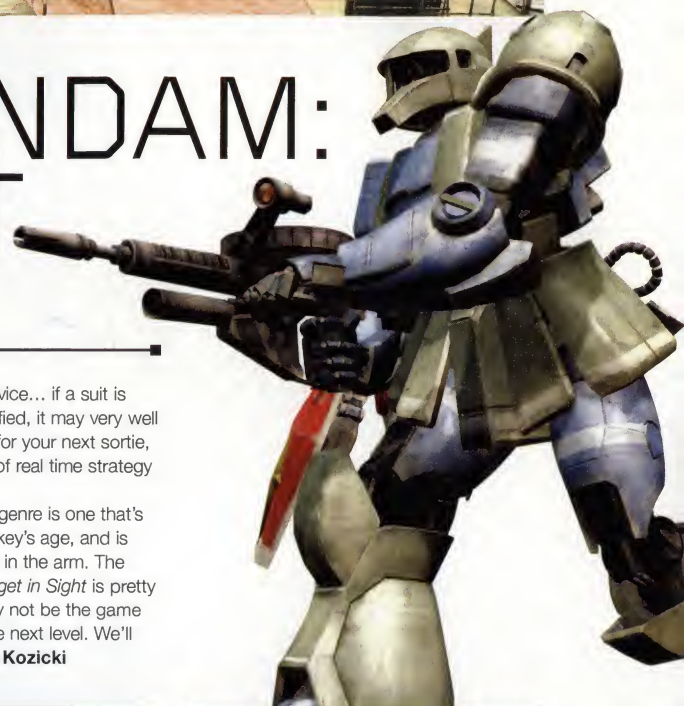 NDAM:
vice... if a suit is
fied, it may very well
for your next sortie,
of real time strategy
genre is one that's
key's age, and is
in the arm. The
get in Sight is pretty
y not be the game
e next level. We'll
Kozicki